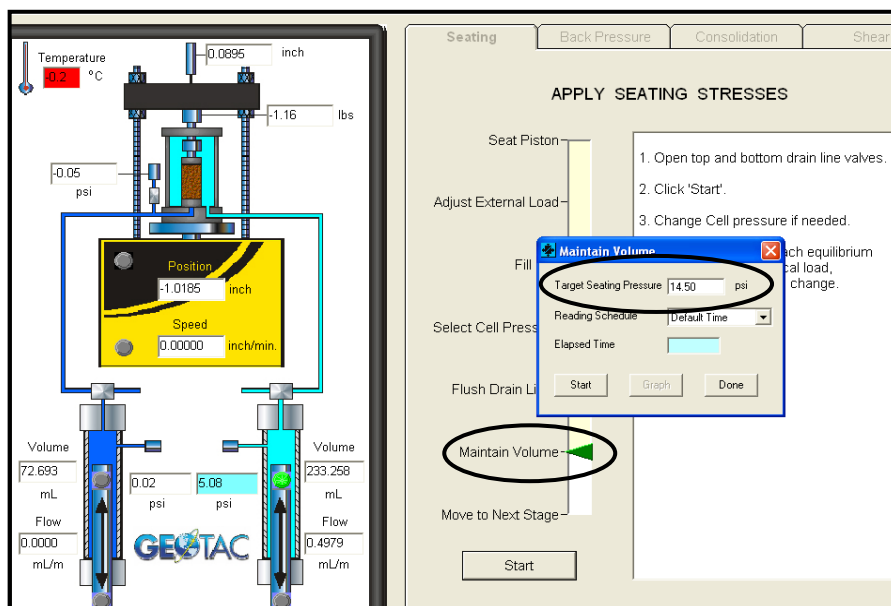 Temperature
-0.2 °C
0.0895 inch
-1.16 lbs
-0.05
psi
Position
-1.0185 inch
Speed
0.00000 inch/min.
Volume
72.693
mL
Flow
0.0000
mL/m
0.02
psi
5.08
psi
Volume
233.258
mL
Flow
0.4979
mL/m
GEOTAC
Seating Back Pressure Consolidation Shear
APPLY SEATING STRESSES
Seat Piston
Adjust External Load
Fill
Select Cell Press
Flush Drain Li
Maintain Volume
Move to Next Stage
Start
1. Open top and bottom drain line valves.
2. Click 'Start'.
3. Change Cell pressure if needed.
ach equilibrium
cal load,
change.
Maintain Volume
Target Seating Pressure 14.50 psi
Reading Schedule Default Time
Elapsed Time
Start Graph Done